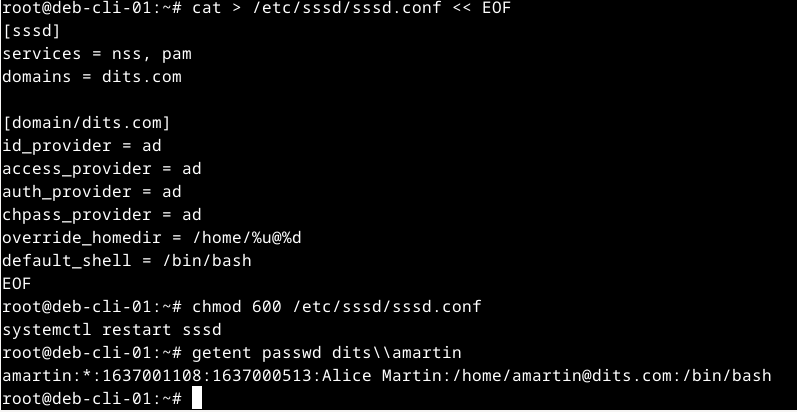 root@deb-cli-01:~# cat > /etc/sssd/sssd.conf << EOF
[sssd]
services = nss, pam
domains = dits.com

[domain/dits.com]
id_provider = ad
access_provider = ad
auth_provider = ad
chpass_provider = ad
override_homedir = /home/%u@%d
default_shell = /bin/bash
EOF
root@deb-cli-01:~# chmod 600 /etc/sssd/sssd.conf
systemctl restart sssd
root@deb-cli-01:~# getent passwd dits\\amartin
amartin:*:1637001108:1637000513:Alice Martin:/home/amartin@dits.com:/bin/bash
root@deb-cli-01:~#